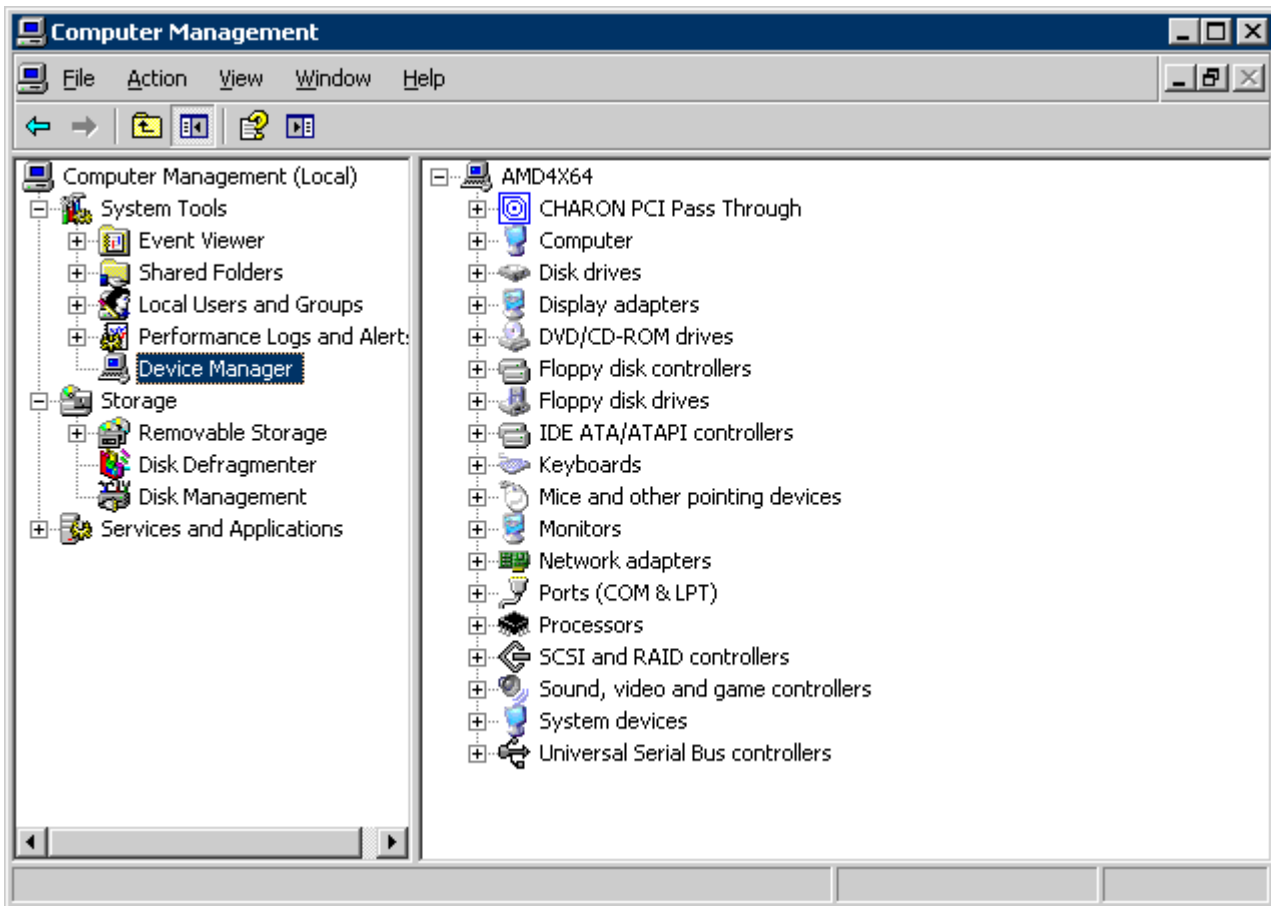 Computer Management
File Action View Window Help
Computer Management (Local)
System Tools
Event Viewer
Shared Folders
Local Users and Groups
Performance Logs and Alert
Device Manager
Storage
Removable Storage
Disk Defragmenter
Disk Management
Services and Applications
AMD4X64
CHARON PCI Pass Through
Computer
Disk drives
Display adapters
DVD/CD-ROM drives
Floppy disk controllers
Floppy disk drives
IDE ATA/ATAPI controllers
Keyboards
Mice and other pointing devices
Monitors
Network adapters
Ports (COM & LPT)
Processors
SCSI and RAID controllers
Sound, video and game controllers
System devices
Universal Serial Bus controllers